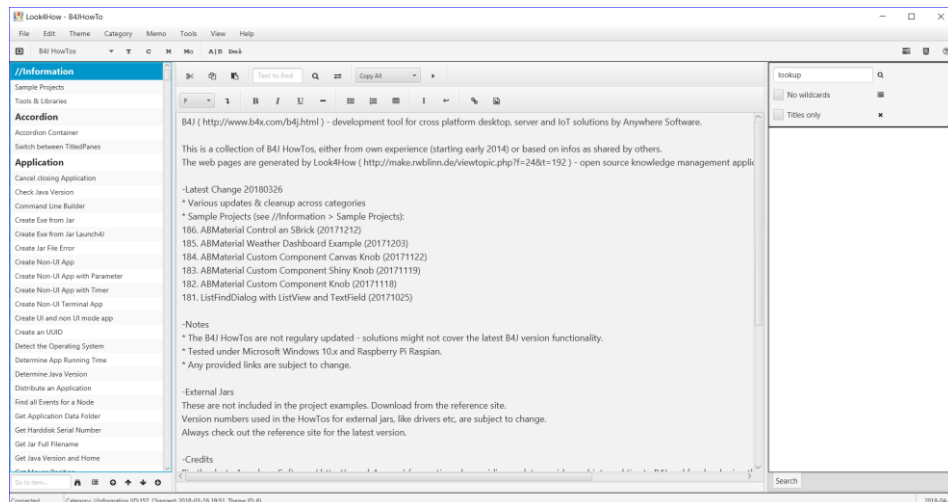 Look4How - B4JHowTo
File Edit Theme Category Memo Tools View Help
B4J HowTos T C M Mo A|B
Text to find Copy All
lookup
No wildcards
Titles only
P B I U
//Information
Sample Projects
Tools & Libraries
Accordion
Accordion Container
Switch between TitledPanes
Application
Cancel closing Application
Check Java Version
Command Line Builder
Create Exe from Jar
Create Exe from Jar Launch4J
Create Jar File Error
Create Non-UI App
Create Non-UI App with Parameter
Create Non-UI App with Timer
Create Non-UI Terminal App
Create UI and non UI mode app
Create an UUID
Detect the Operating System
Determine App Running Time
Determine Java Version
Distribute an Application
Find all Events for a Node
Get Application Data Folder
Get Harddisk Serial Number
Get Jar Full Filename
Get Java Version and Home
B4J ( http://www.b4x.com/b4j.html ) - development tool for cross platform desktop, server and IoT solutions by Anywhere Software.
This is a collection of B4J HowTos, either from own experience (starting early 2014) or based on infos as shared by others.
The web pages are generated by Look4How ( http://make.rwblinn.de/viewtopic.php?f=24&t=192 ) - open source knowledge management applic
-Latest Change 20180326
* Various updates & cleanup across categories
* Sample Projects (see //Information > Sample Projects):
186. ABMaterial Control an SBrick (20171212)
185. ABMaterial Weather Dashboard Example (20171203)
184. ABMaterial Custom Component Canvas Knob (20171122)
183. ABMaterial Custom Component Shiny Knob (20171119)
182. ABMaterial Custom Component Knob (20171118)
181. ListFindDialog with ListView and TextField (20171025)
-Notes
* The B4J HowTos are not regulary updated - solutions might not cover the latest B4J version functionality.
* Tested under Microsoft Windows 10.x and Raspberry Pi Raspian.
* Any provided links are subject to change.
-External Jars
These are not included in the project examples. Download from the reference site.
Version numbers used in the HowTos for external jars, like drivers etc, are subject to change.
Always check out the reference site for the latest version.
-Credits
Go to item...
Search